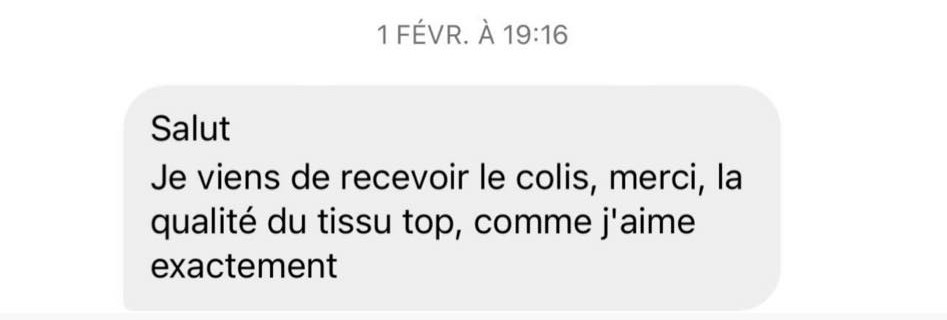 1 FÉVR. À 19:16
Salut
Je viens de recevoir le colis, merci, la
qualité du tissu top, comme j'aime
exactement